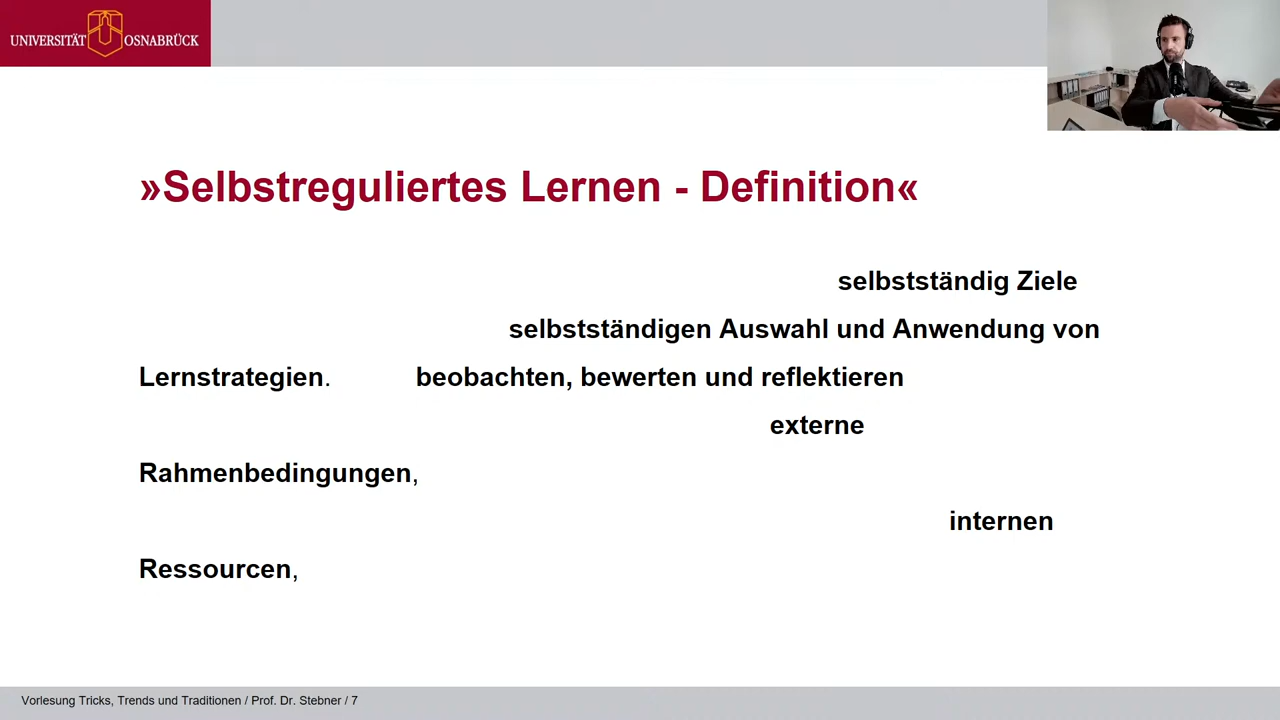 UNIVERSITÄT OSNABRÜCK
»Selbstreguliertes Lernen - Definition«
selbstständig Ziele
selbstständigen Auswahl und Anwendung von
Lernstrategien. beobachten, bewerten und reflektieren
externe
Rahmenbedingungen,
internen
Ressourcen,
Vorlesung Tricks, Trends und Traditionen / Prof. Dr. Stebner / 7